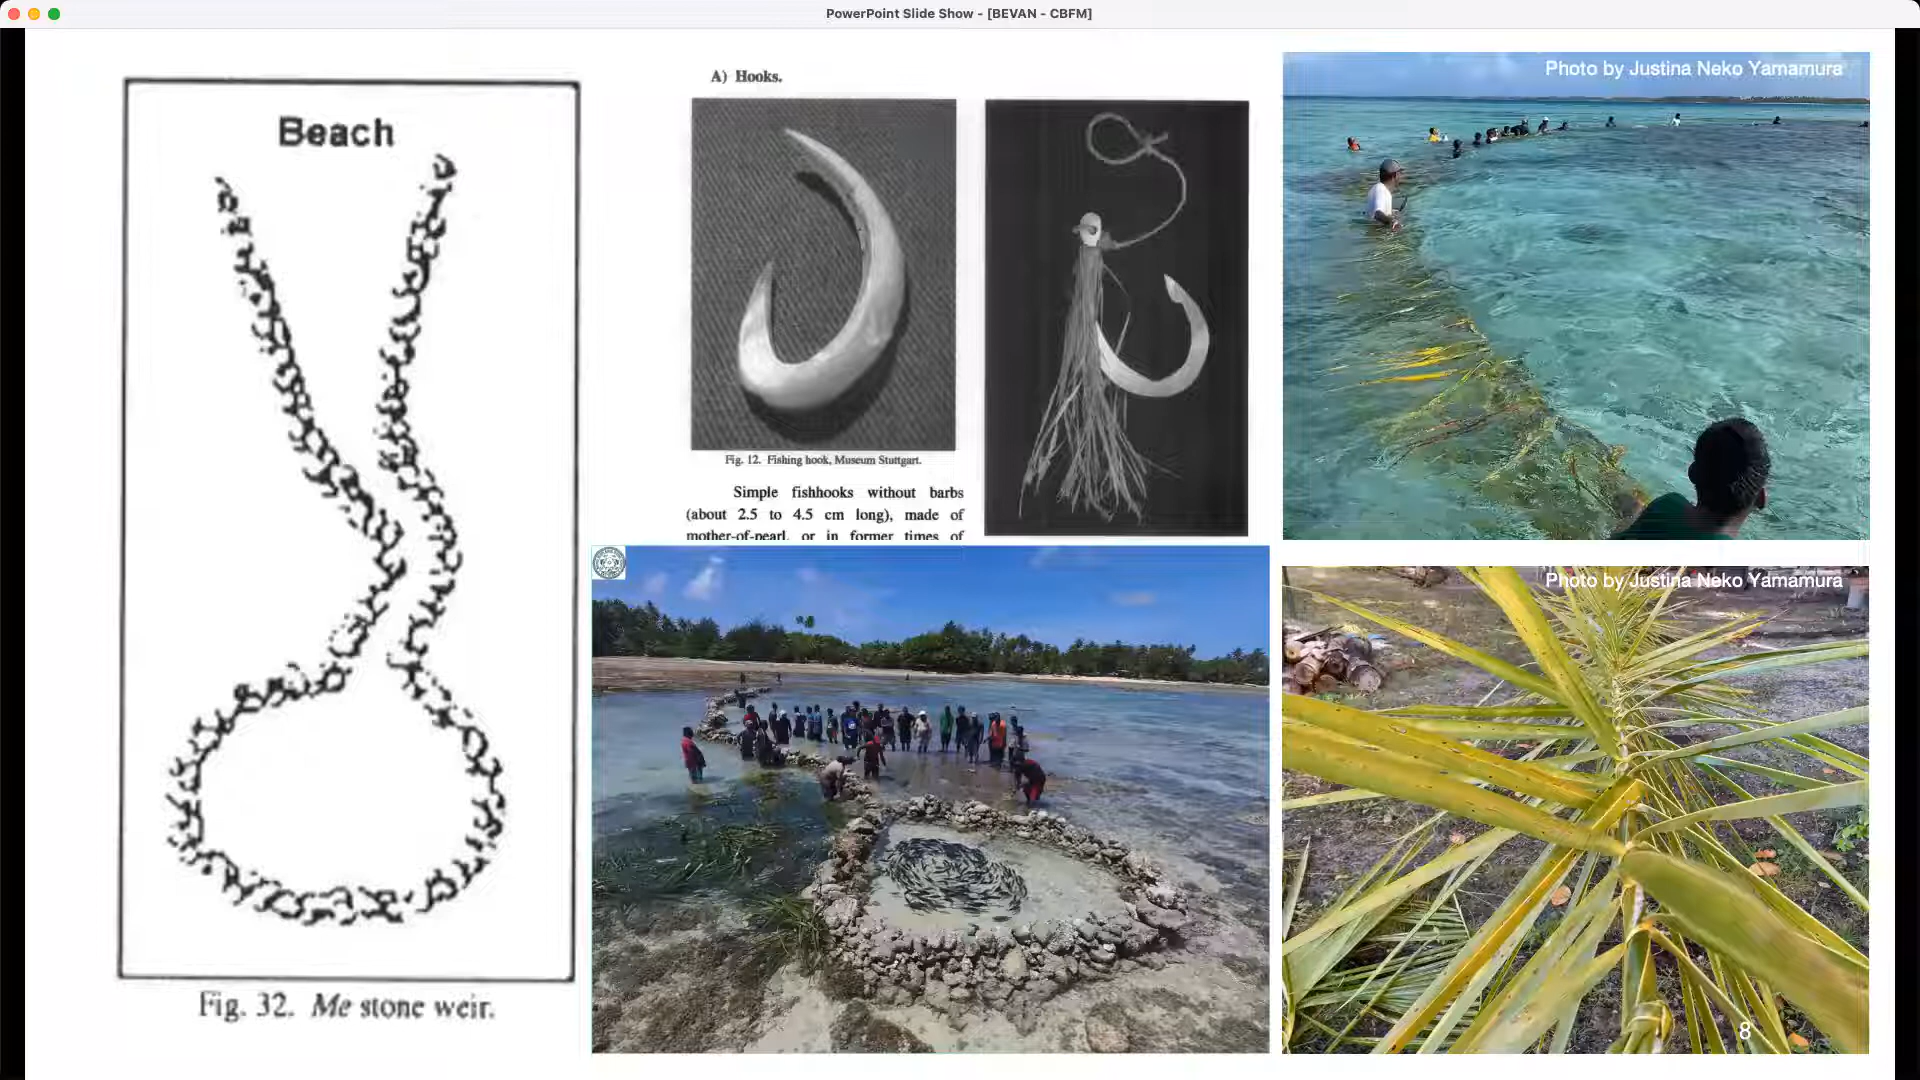 PowerPoint Slide Show - [BEVAN - CBFM]
Beach
Fig. 32. Me stone weir.
A) Hooks.
Fig. 12. Fishing hook, Museum Stuttgart.
Simple fishhooks without barbs
(about 2.5 to 4.5 cm long), made of
mother-of-pearl, or in former times of
Photo by Justina Neko Yamamura
Photo by Justina Neko Yamamura
8